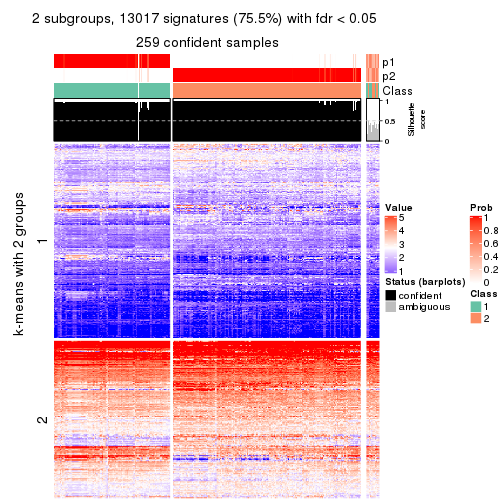 2 subgroups, 13017 signatures (75.5%) with fdr < 0.05
259 confident samples
p1
p2
Class
1
0.5
0
Silhouette
score
k-means with 2 groups
1
2
Value
5
4
3
2
1
Status (barplots)
confident
ambiguous
Prob
1
0.8
0.6
0.4
0.2
0
Class
1
2